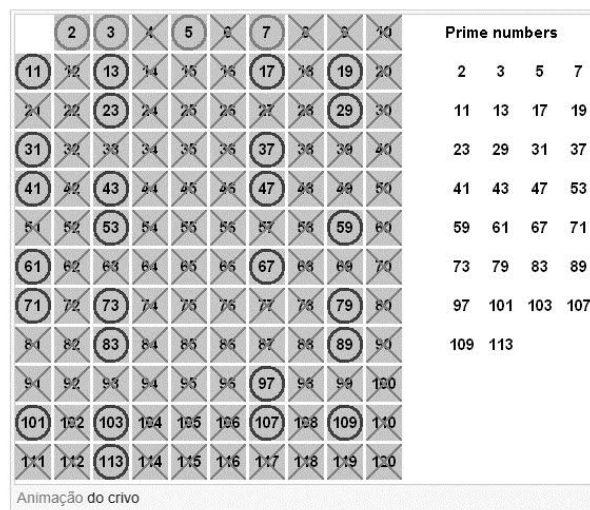 2 3 4 5 6 7 8 9 10 Prime numbers
11 12 13 14 15 16 17 18 19 20 2 3 5 7
21 22 23 24 25 26 27 28 29 30 11 13 17 19
31 32 33 34 35 36 37 38 39 40 23 29 31 37
41 42 43 44 45 46 47 48 49 50 41 43 47 53
51 52 53 54 55 56 57 58 59 60 59 61 67 71
61 62 63 64 65 66 67 68 69 70 73 79 83 89
71 72 73 74 75 76 77 78 79 80 97 101 103 107
81 82 83 84 85 86 87 88 89 90 109 113
91 92 93 94 95 96 97 98 99 100
101 102 103 104 105 106 107 108 109 110
111 112 113 114 115 116 117 118 119 120
Animação do crivo